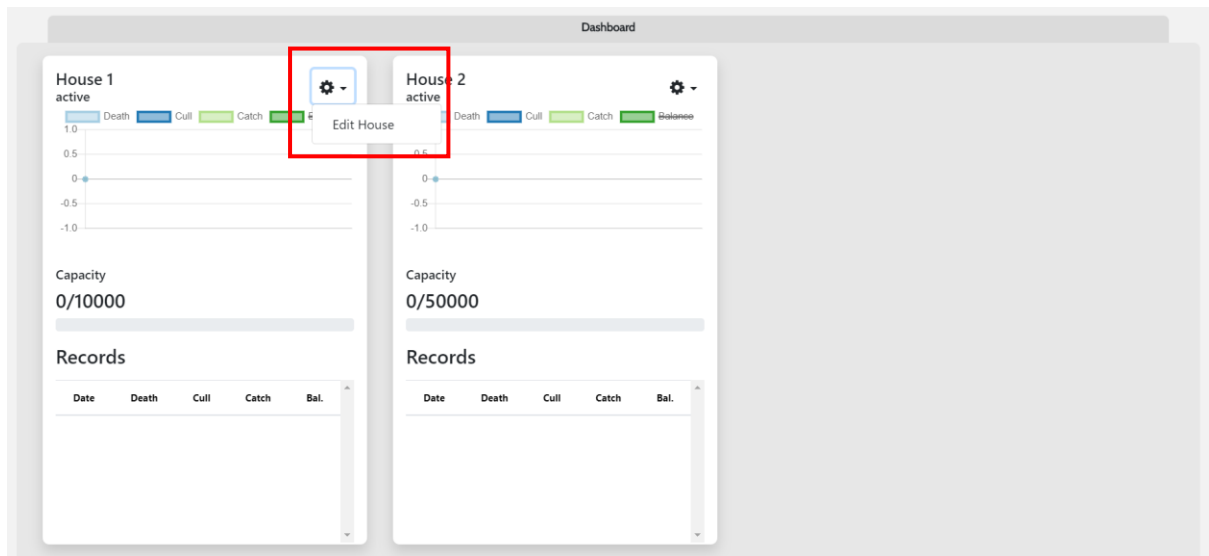 Dashboard
House 1
active
Death Cull Catch
Edit House
1.0
0.5
0
-0.5
-1.0
Capacity
0/10000
Records
Date Death Cull Catch Bal.
House 2
active
Death Cull Catch Balance
0.5
0
-0.5
-1.0
Capacity
0/50000
Records
Date Death Cull Catch Bal.